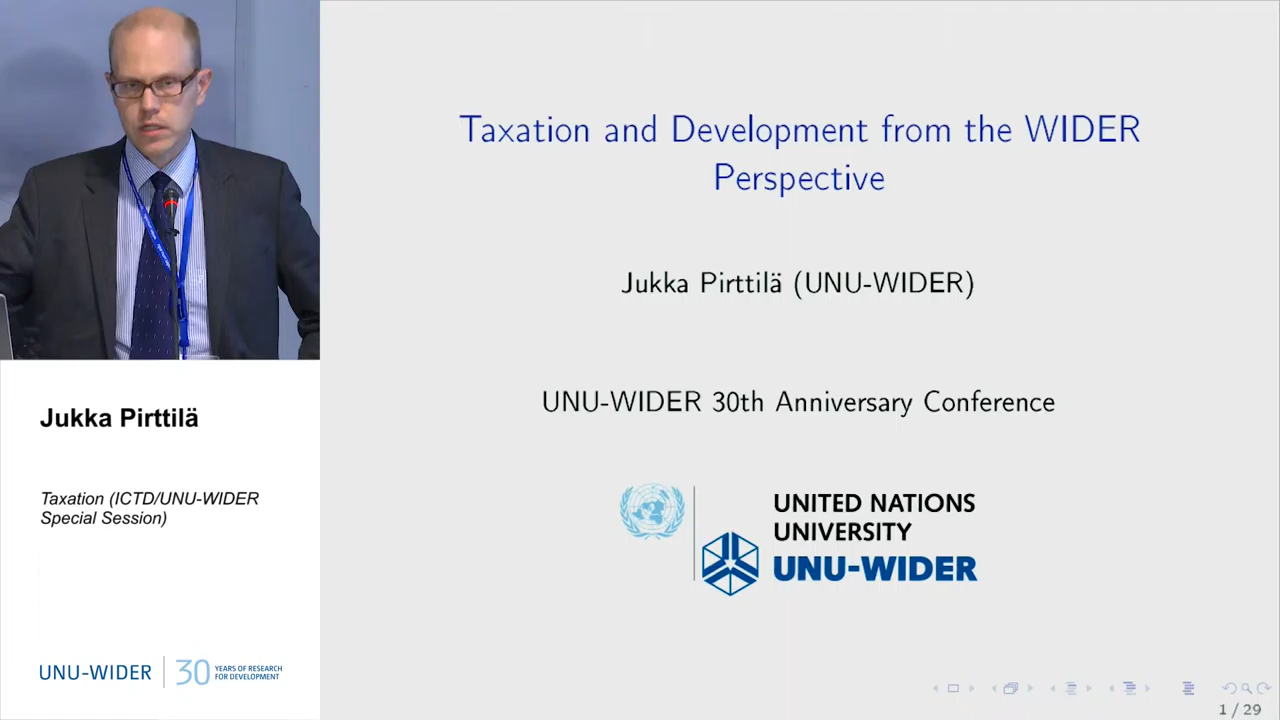 Taxation and Development from the WIDER
Perspective
Jukka Pirttilä (UNU-WIDER)
UNU-WIDER 30th Anniversary Conference
UNITED NATIONS
UNIVERSITY
UNU-WIDER
1 / 29
Jukka Pirttilä
Taxation (ICTD/UNU-WIDER
Special Session)
UNU-WIDER
30 YEARS OF RESEARCH
FOR DEVELOPMENT